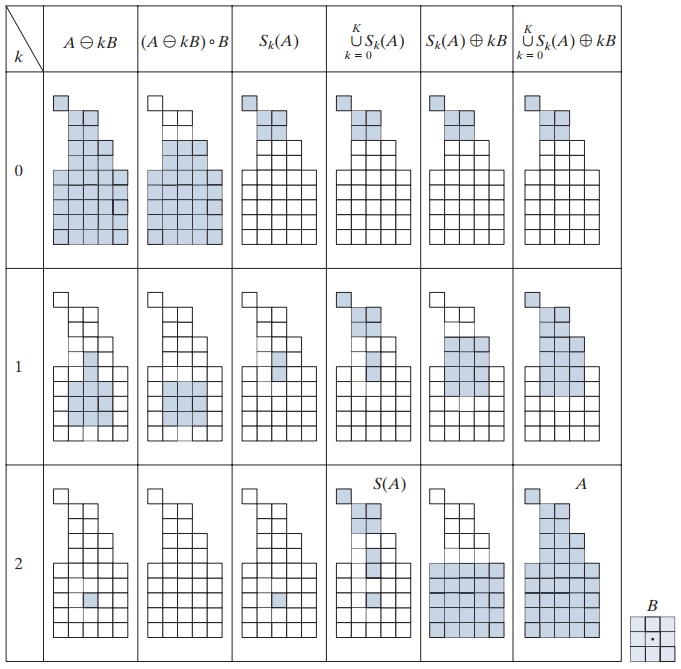 k
A ⊖ kB
(A ⊖ kB) ∘ B
S_k(A)
K ∪ k = 0 S_k(A)
S_k(A) ⊕ kB
K ∪ k = 0 S_k(A) ⊕ kB
0
1
2
S(A)
A
B